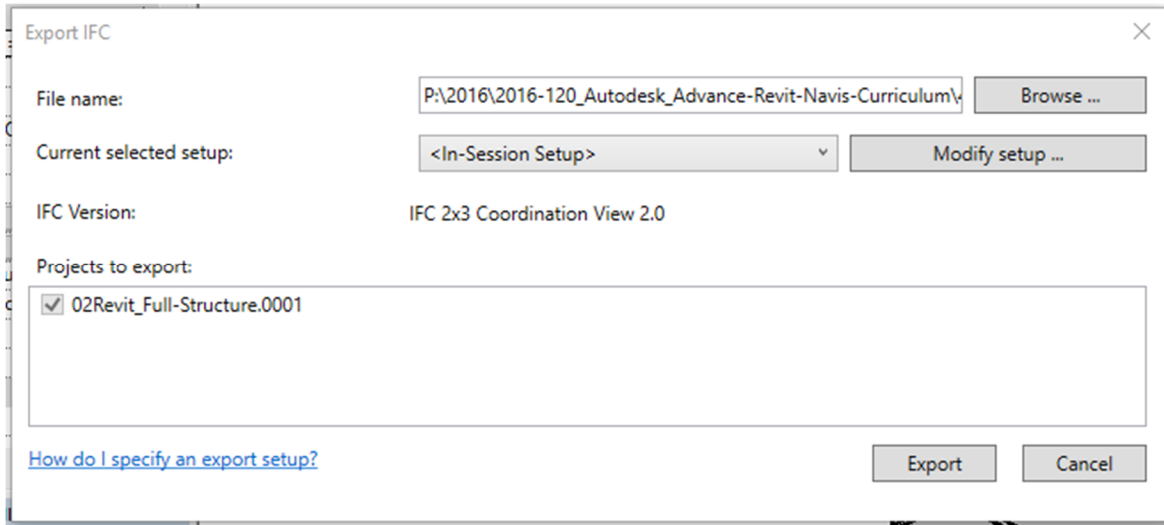 Export IFC
File name: P:\2016\2016-120_Autodesk_Advance-Revit-Navis-Curriculum\ Browse ...
Current selected setup: <In-Session Setup> Modify setup ...
IFC Version: IFC 2x3 Coordination View 2.0
Projects to export:
02Revit_Full-Structure.0001
How do I specify an export setup? Export Cancel